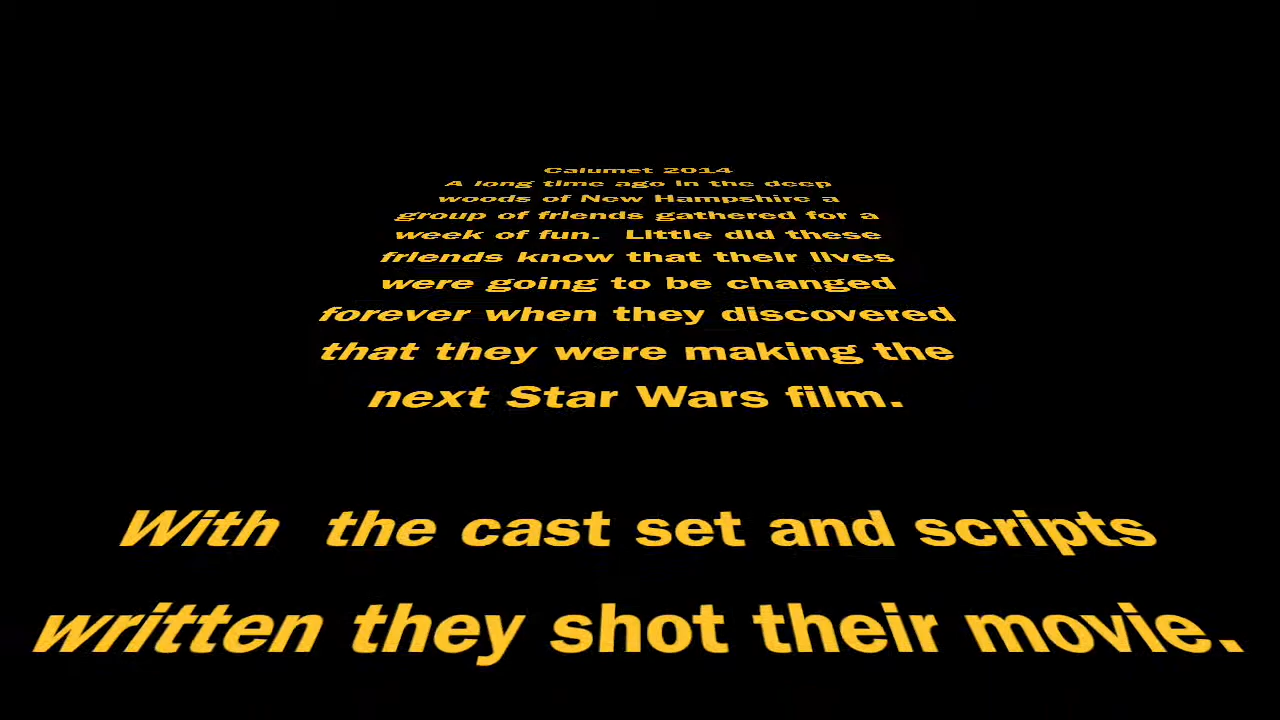 Calumet 2014
A long time ago in the deep
woods of New Hampshire a
group of friends gathered for a
week of fun.  Little did these
friends know that their lives
were going to be changed
forever when they discovered
that they were making the
next Star Wars film.
With  the cast set and scripts
written they shot their movie.